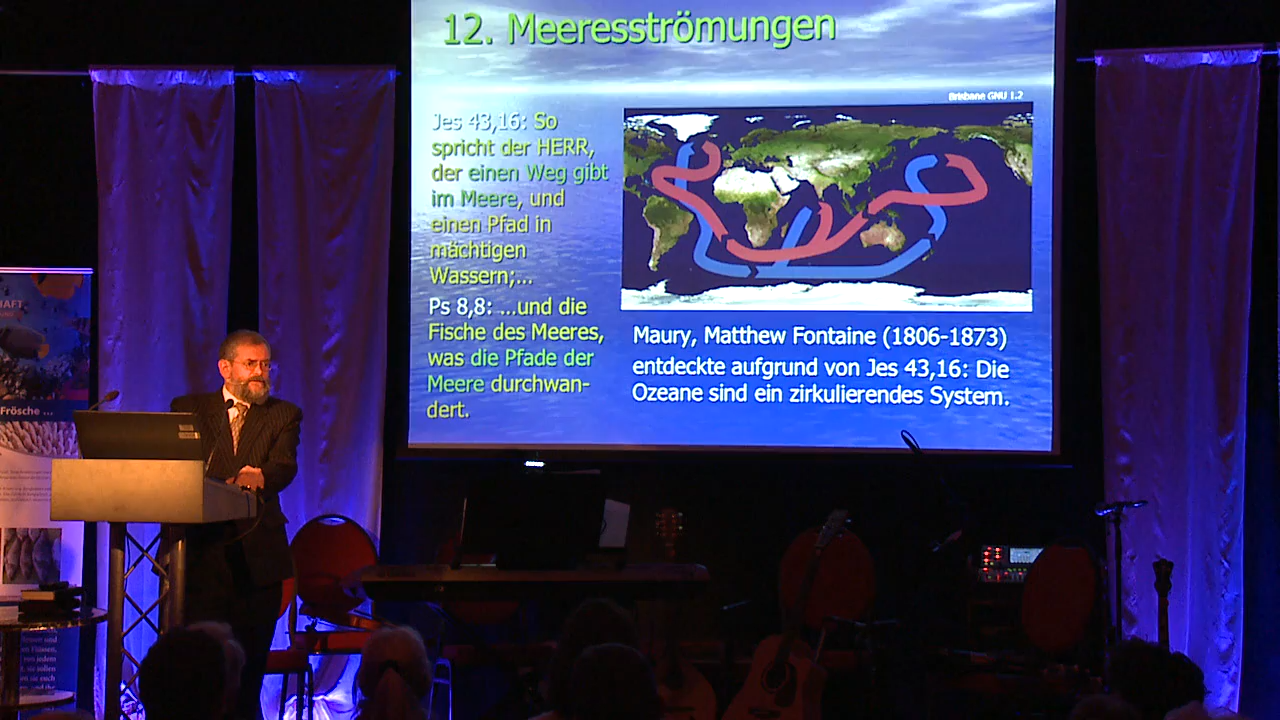 12. Meeresströmungen
Brisbane GNU 1.2
Jes 43,16: So
spricht der HERR,
der einen Weg gibt
im Meere, und
einen Pfad in
mächtigen
Wassern;...
Ps 8,8: ...und die
Fische des Meeres,
was die Pfade der
Meere durchwan-
dert.
Maury, Matthew Fontaine (1806-1873)
entdeckte aufgrund von Jes 43,16: Die
Ozeane sind ein zirkulierendes System.
HAFT
Frösche ...